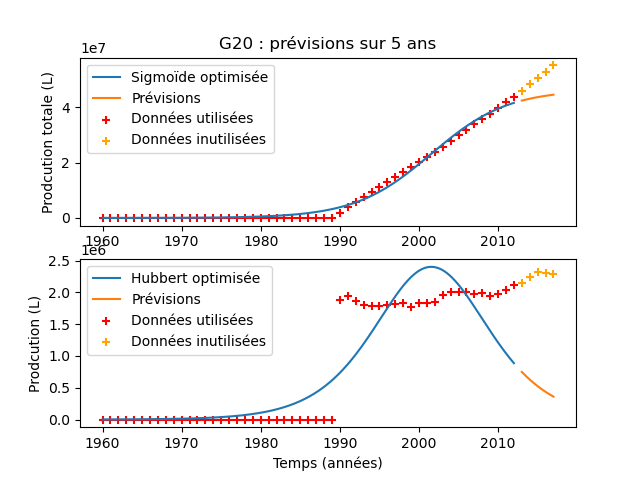 G20 : prévisions sur 5 ans
1e7
Sigmoïde optimisée
Prévisions
Données utilisées
Données inutilisées
Prodcution totale (L)
4
2
0
1960 1970 1980 1990 2000 2010
1e6
Hubbert optimisée
Prévisions
Données utilisées
Données inutilisées
Prodcution (L)
2.5
2.0
1.5
1.0
0.5
0.0
1960 1970 1980 1990 2000 2010
Temps (années)